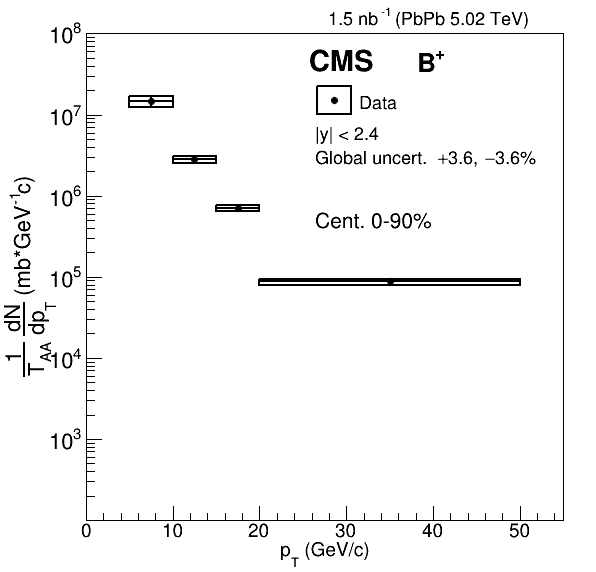 1.5 nb⁻¹ (PbPb 5.02 TeV)
CMS B⁺
Data
|y| < 2.4
Global uncert. +3.6, −3.6%
Cent. 0-90%
10⁸
10⁷
10⁶
10⁵
10⁴
10³
1/T_AA dN/dp_T (mb*GeV⁻¹c)
0 10 20 30 40 50
p_T (GeV/c)